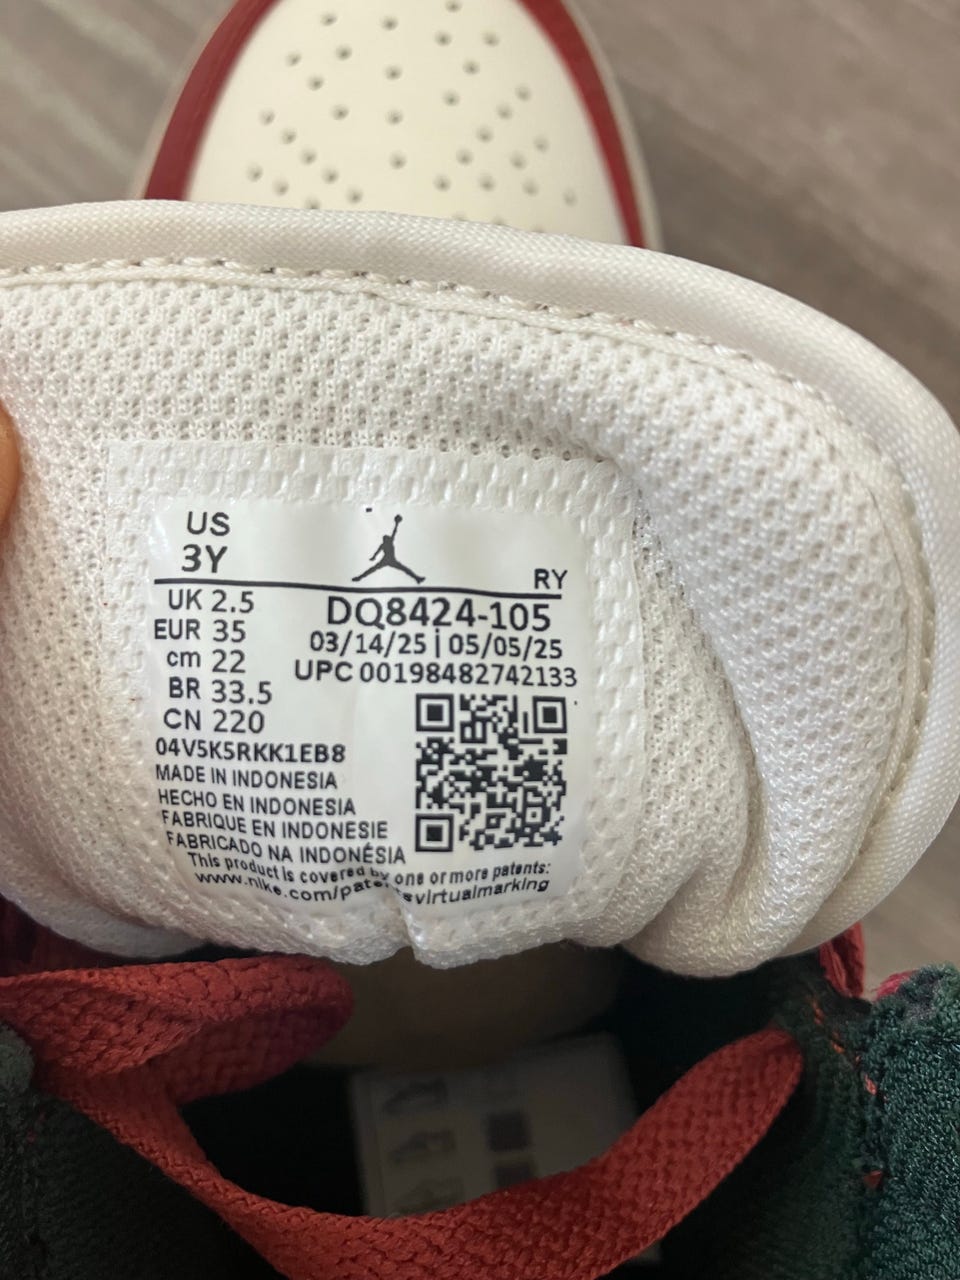 US
3Y
RY
UK 2.5
EUR 35
cm 22
BR 33.5
CN 220
DQ8424-105
03/14/25 | 05/05/25
UPC 00198482742133
04V5K5RKK1EB8
MADE IN INDONESIA
HECHO EN INDONESIA
FABRIQUE EN INDONESIE
FABRICADO NA INDONÉSIA
This product is covered by one or more patents:
www.nike.com/patentsvirtualmarking